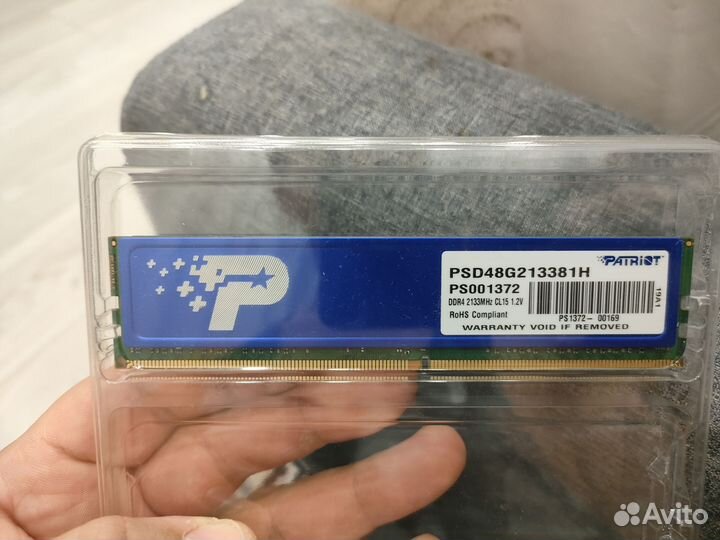 PATRIOT
PSD48G213381H
PS001372
DDR4 2133MHz CL15 1.2V
RoHS Compliant
PS1372- 00169
19A1
WARRANTY VOID IF REMOVED
P
Avito